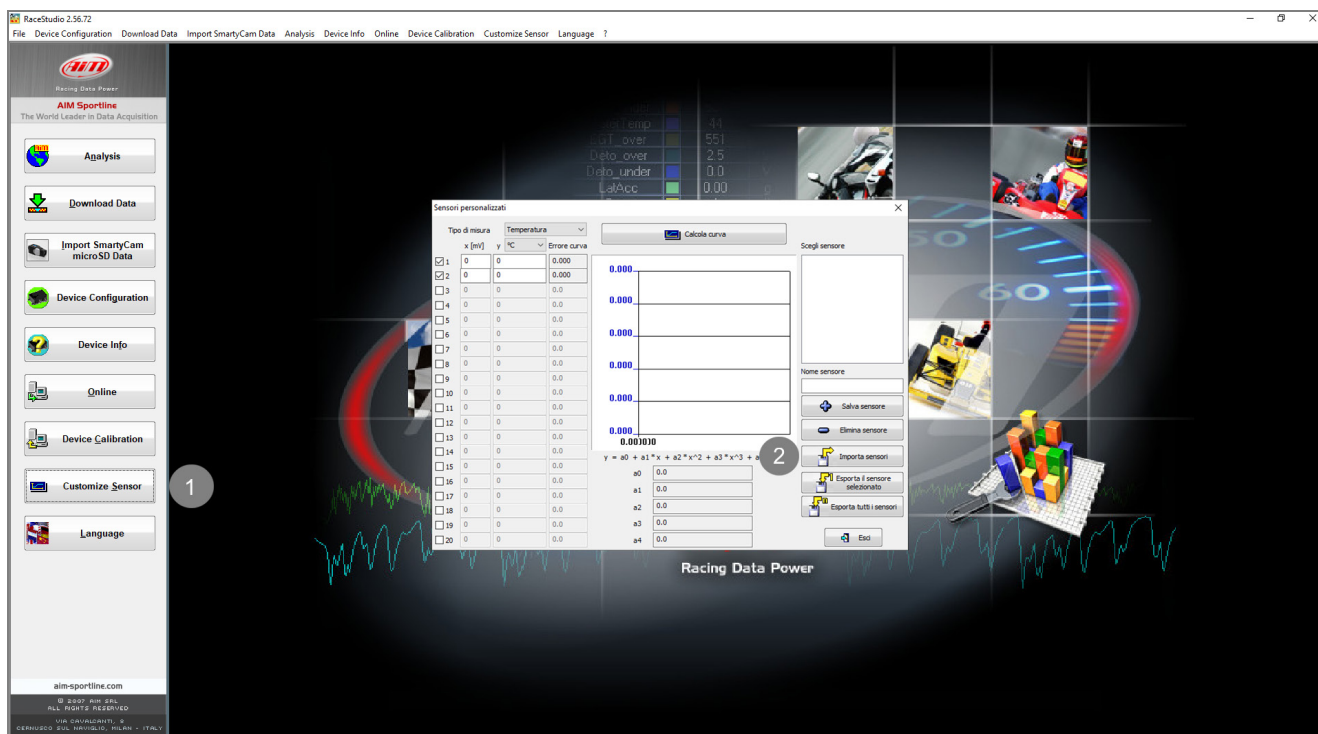 RaceStudio 2.56.72
File Device Configuration Download Data Import SmartyCam Data Analysis Device Info Online Device Calibration Customize Sensor Language ?
AIM
Racing Data Power
AIM Sportline
The World Leader in Data Acquisition
Analysis
Download Data
Import SmartyCam
microSD Data
Device Configuration
Device Info
Online
Device Calibration
Customize Sensor
1
Language
aim-sportline.com
© 2007 AIM SRL
ALL RIGHTS RESERVED
VIA CAVALCANTI, 8
CERNUSCO SUL NAVIGLIO, MILAN - ITALY
44
EGT_over 551
Deto_over 2.5
Deto_under 0.0 V
LatAcc 0.00 g
50
60
Sensori personalizzati
Tipo di misura Temperatura
Calcola curva
x [mV] y °C Errore curva
Scegli sensore
1 0 0 0.000
2 0 0 0.000
3 0 0 0.0
4 0 0 0.0
5 0 0 0.0
6 0 0 0.0
7 0 0 0.0
8 0 0 0.0
9 0 0 0.0
10 0 0 0.0
11 0 0 0.0
12 0 0 0.0
13 0 0 0.0
14 0 0 0.0
15 0 0 0.0
16 0 0 0.0
17 0 0 0.0
18 0 0 0.0
19 0 0 0.0
20 0 0 0.0
0.000
0.000
0.000
0.000
0.000
0.000
y = a0 + a1*x + a2*x^2 + a3*x^3 + a
a0 0.0
a1 0.0
a2 0.0
a3 0.0
a4 0.0
Nome sensore
Salva sensore
Elimina sensore
2
Importa sensori
Esporta il sensore
selezionato
Esporta tutti i sensori
Esci
Racing Data Power